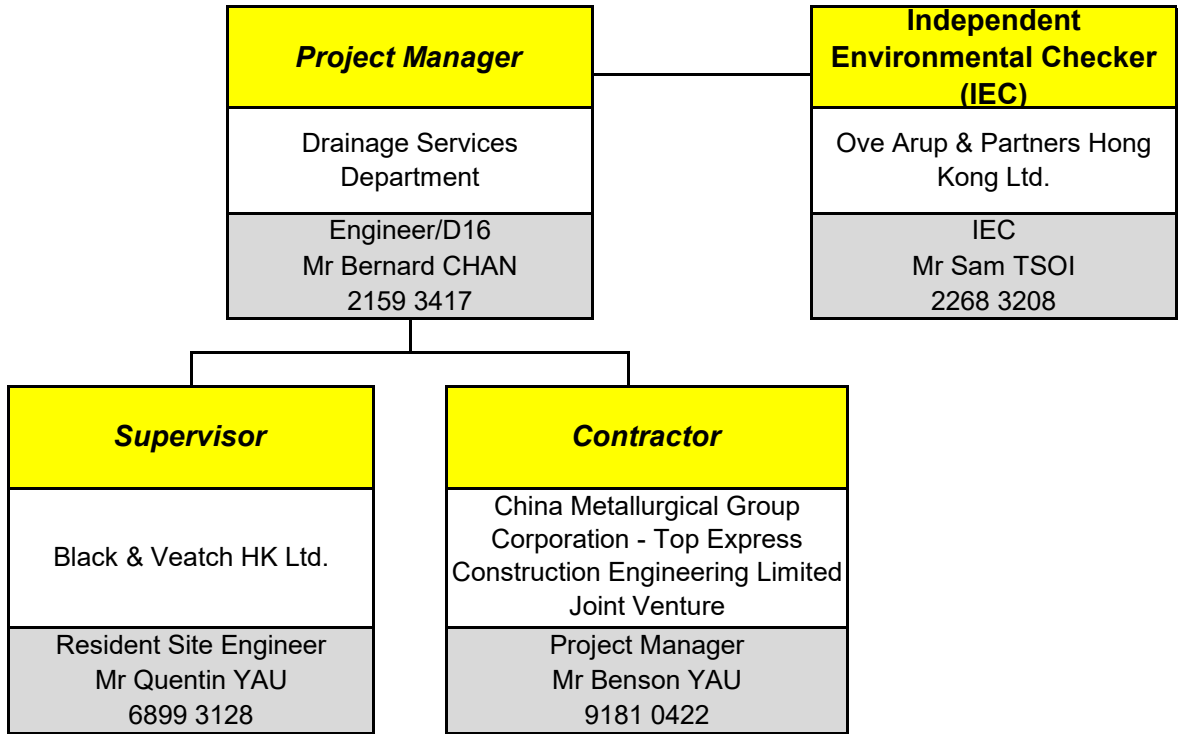 Project Manager
Drainage Services
Department
Engineer/D16
Mr Bernard CHAN
2159 3417
Independent
Environmental Checker
(IEC)
Ove Arup & Partners Hong
Kong Ltd.
IEC
Mr Sam TSOI
2268 3208
Supervisor
Black & Veatch HK Ltd.
Resident Site Engineer
Mr Quentin YAU
6899 3128
Contractor
China Metallurgical Group
Corporation - Top Express
Construction Engineering Limited
Joint Venture
Project Manager
Mr Benson YAU
9181 0422